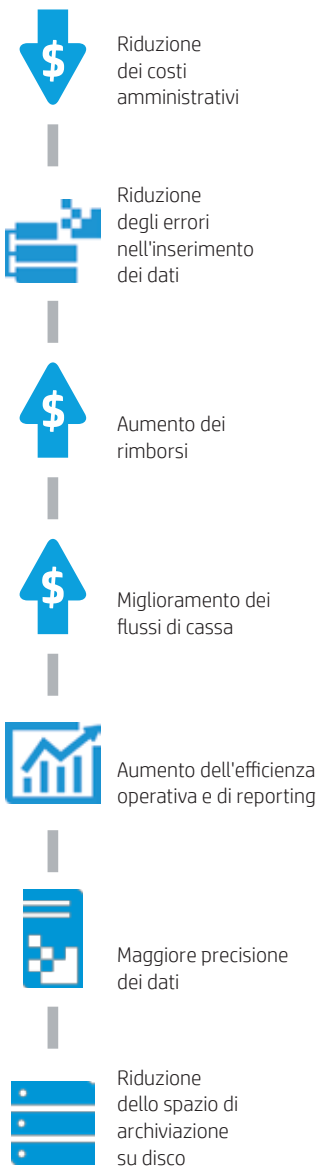 $
Riduzione
dei costi
amministrativi
Riduzione
degli errori
nell'inserimento
dei dati
$
Aumento dei
rimborsi
$
Miglioramento dei
flussi di cassa
Aumento dell'efficienza
operativa e di reporting
Maggiore precisione
dei dati
Riduzione
dello spazio di
archiviazione
su disco